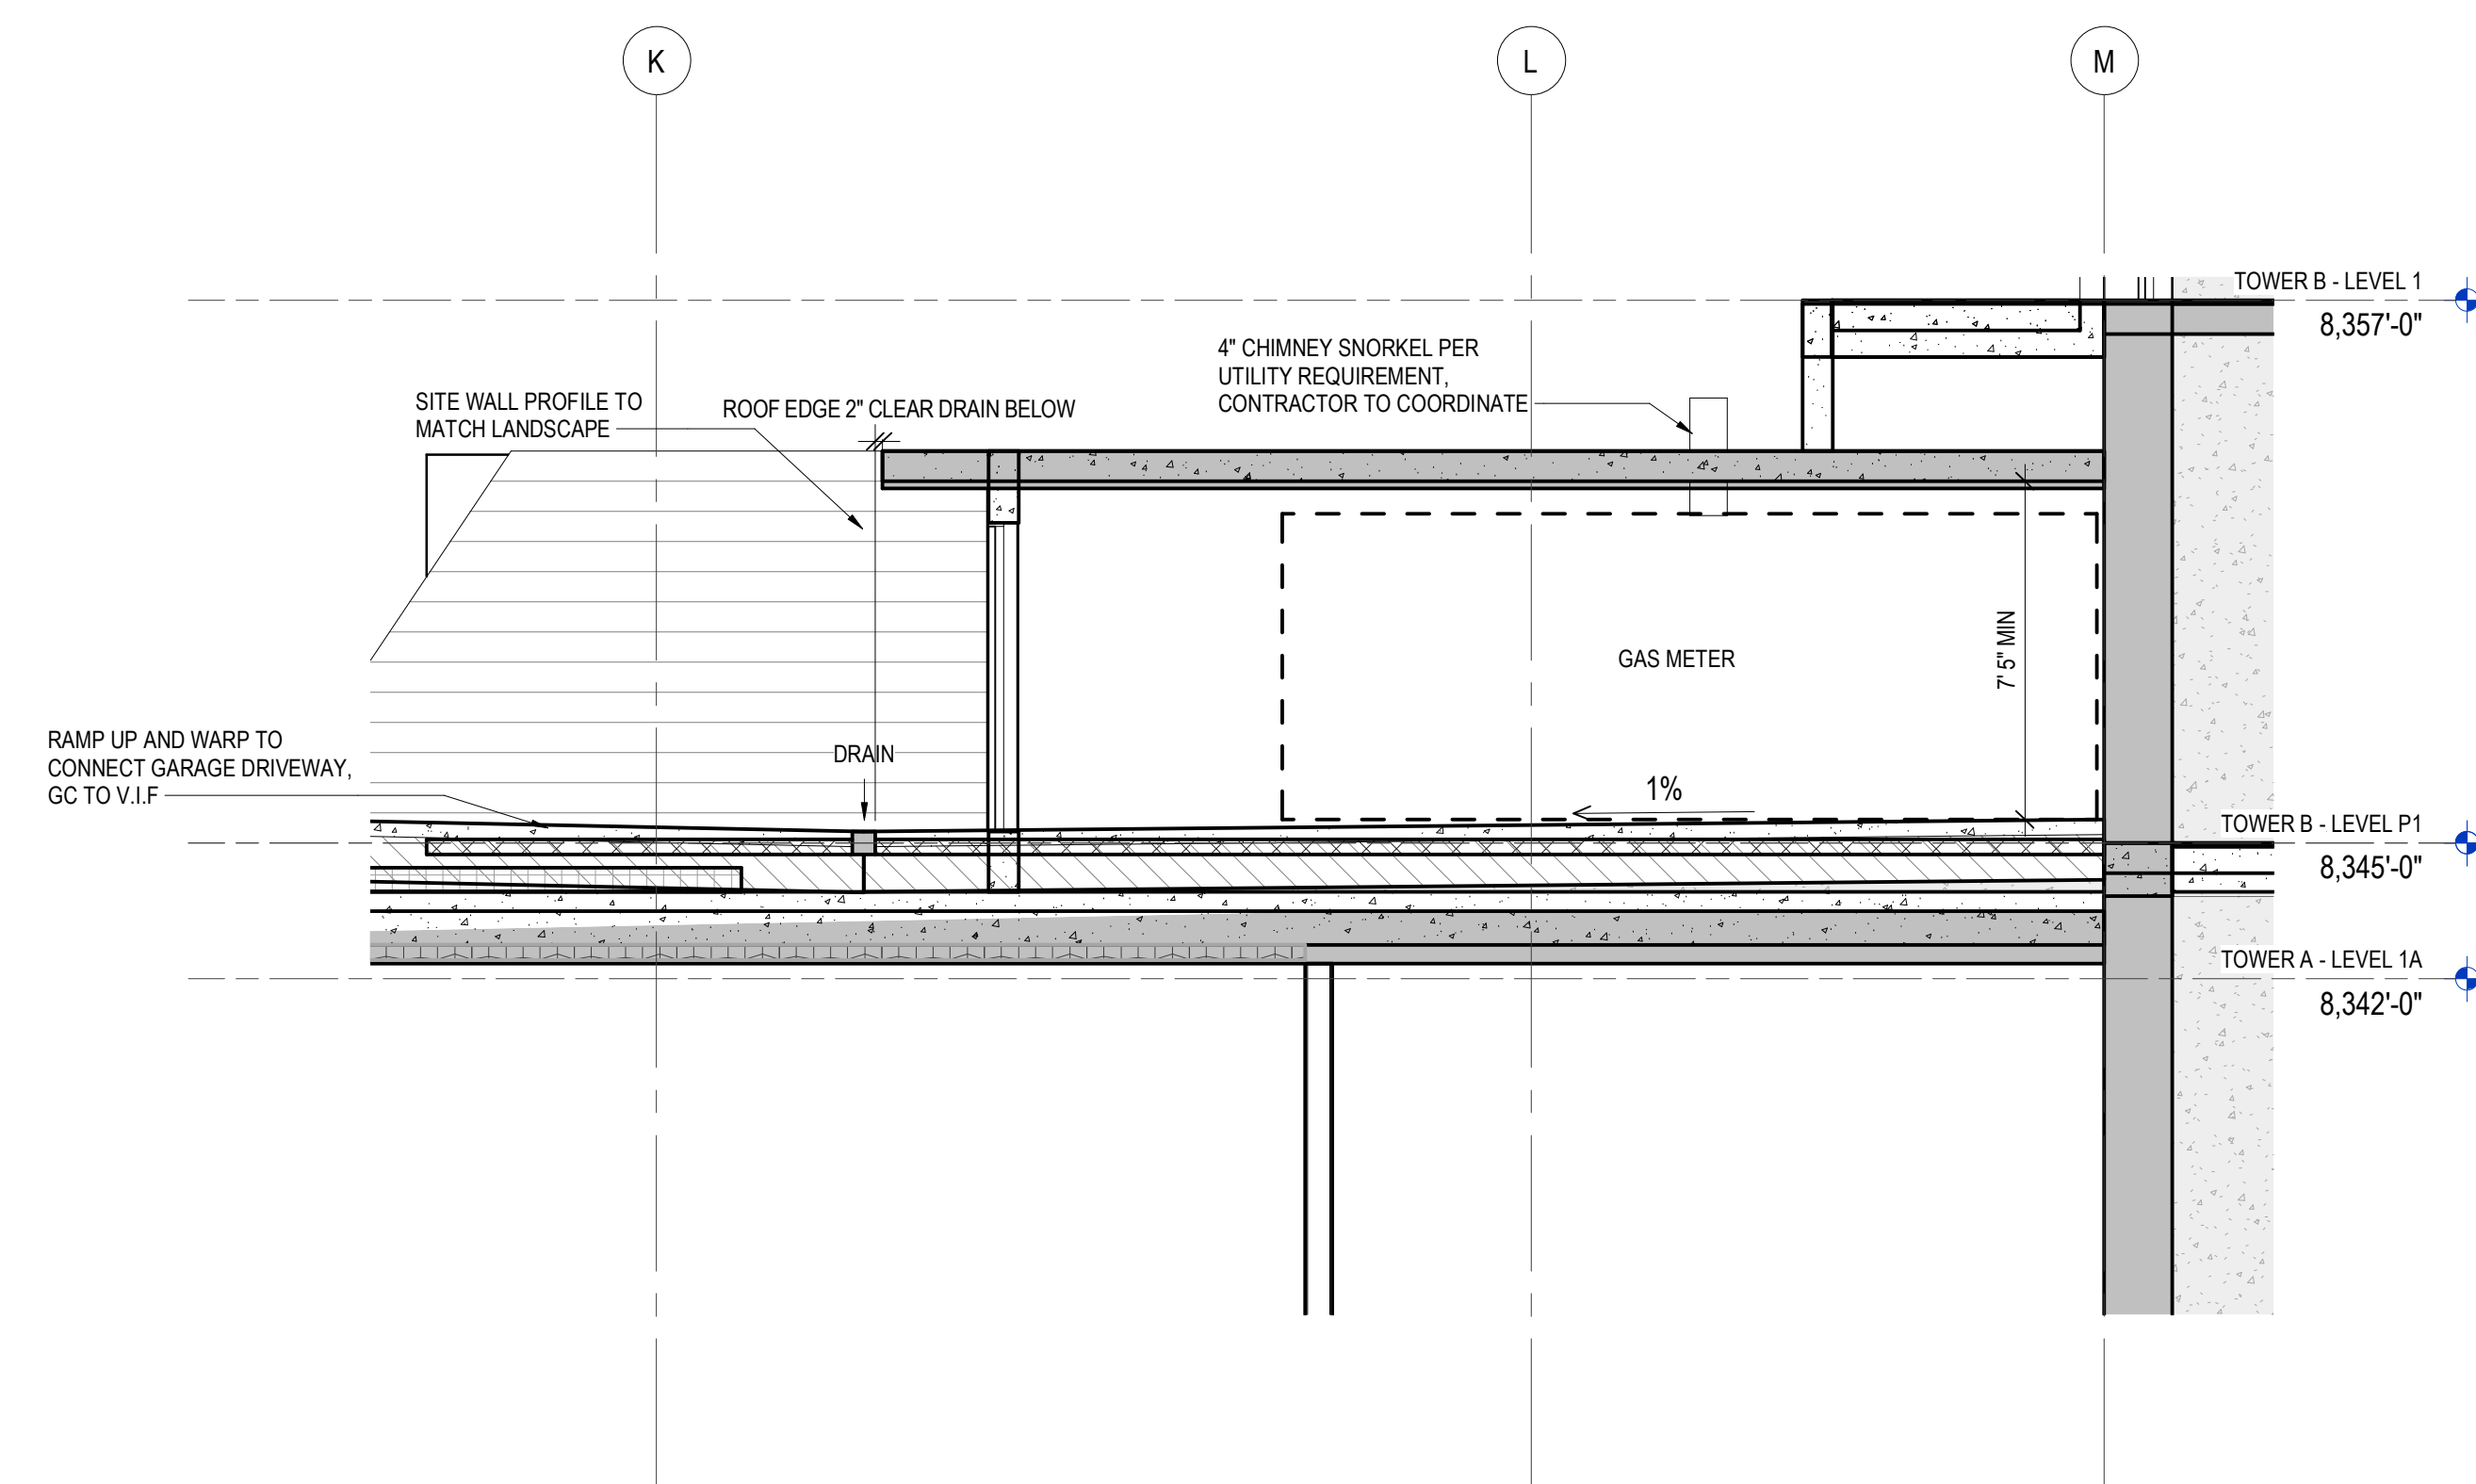 K
L
M
TOWER B - LEVEL 1
8,357'-0"
4" CHIMNEY SNORKEL PER
UTILITY REQUIREMENT,
CONTRACTOR TO COORDINATE
SITE WALL PROFILE TO
MATCH LANDSCAPE
ROOF EDGE 2" CLEAR DRAIN BELOW
7' 5" MIN
GAS METER
RAMP UP AND WARP TO
CONNECT GARAGE DRIVEWAY,
GC TO V.I.F
DRAIN
1%
TOWER B - LEVEL P1
8,345'-0"
TOWER A - LEVEL 1A
8,342'-0"